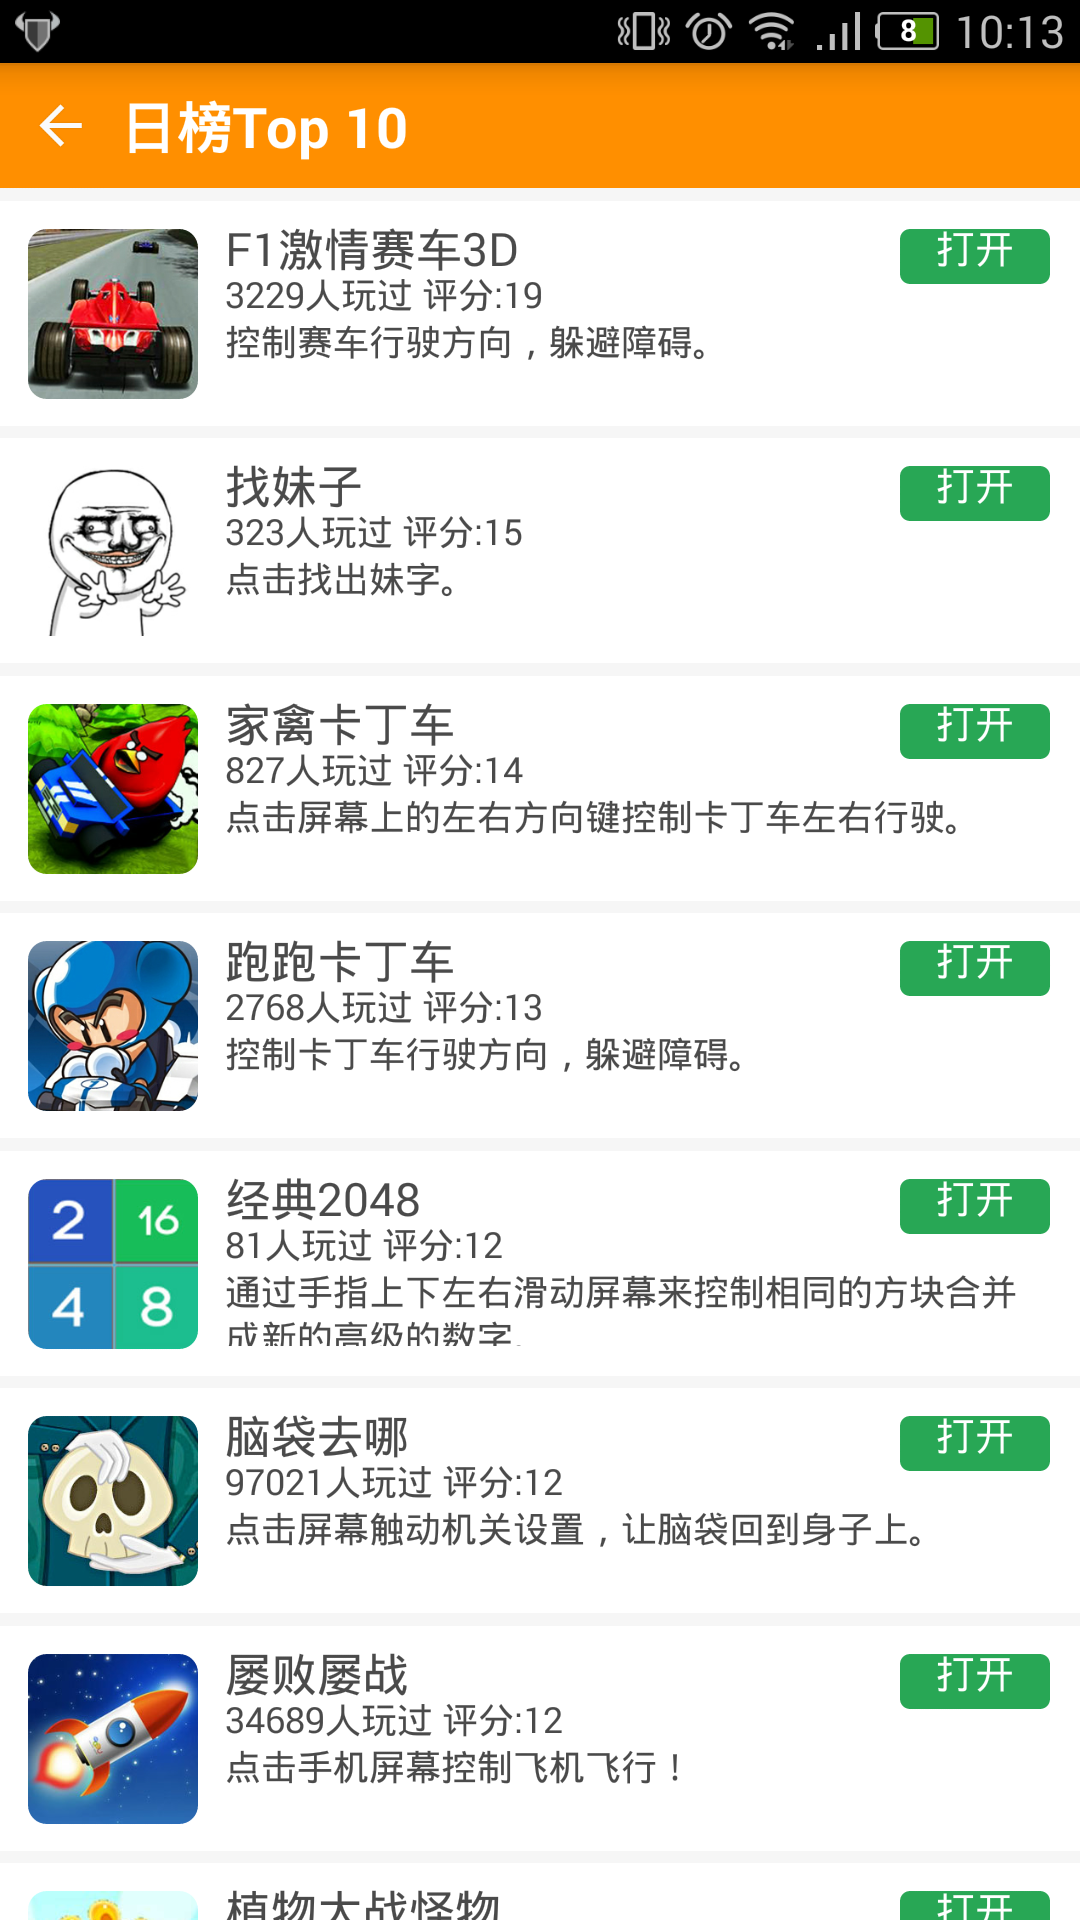 8 10:13
日榜Top 10
F1激情赛车3D
打开
3229人玩过 评分:19
控制赛车行驶方向，躲避障碍。
找妹子
打开
323人玩过 评分:15
点击找出妹字。
家禽卡丁车
打开
827人玩过 评分:14
点击屏幕上的左右方向键控制卡丁车左右行驶。
跑跑卡丁车
打开
2768人玩过 评分:13
控制卡丁车行驶方向，躲避障碍。
2 16
4 8
经典2048
打开
81人玩过 评分:12
通过手指上下左右滑动屏幕来控制相同的方块合并
成新的高级的数字。
脑袋去哪
打开
97021人玩过 评分:12
点击屏幕触动机关设置，让脑袋回到身子上。
屡败屡战
打开
34689人玩过 评分:12
点击手机屏幕控制飞机飞行！
植物大战怪物
打开